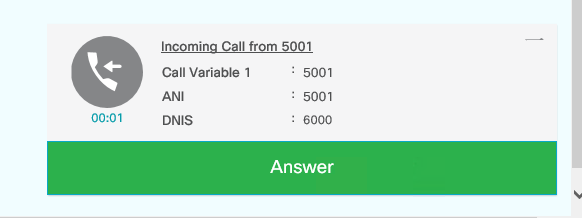 Incoming Call from 5001
Call Variable 1 : 5001
ANI : 5001
00:01
DNIS : 6000
Answer